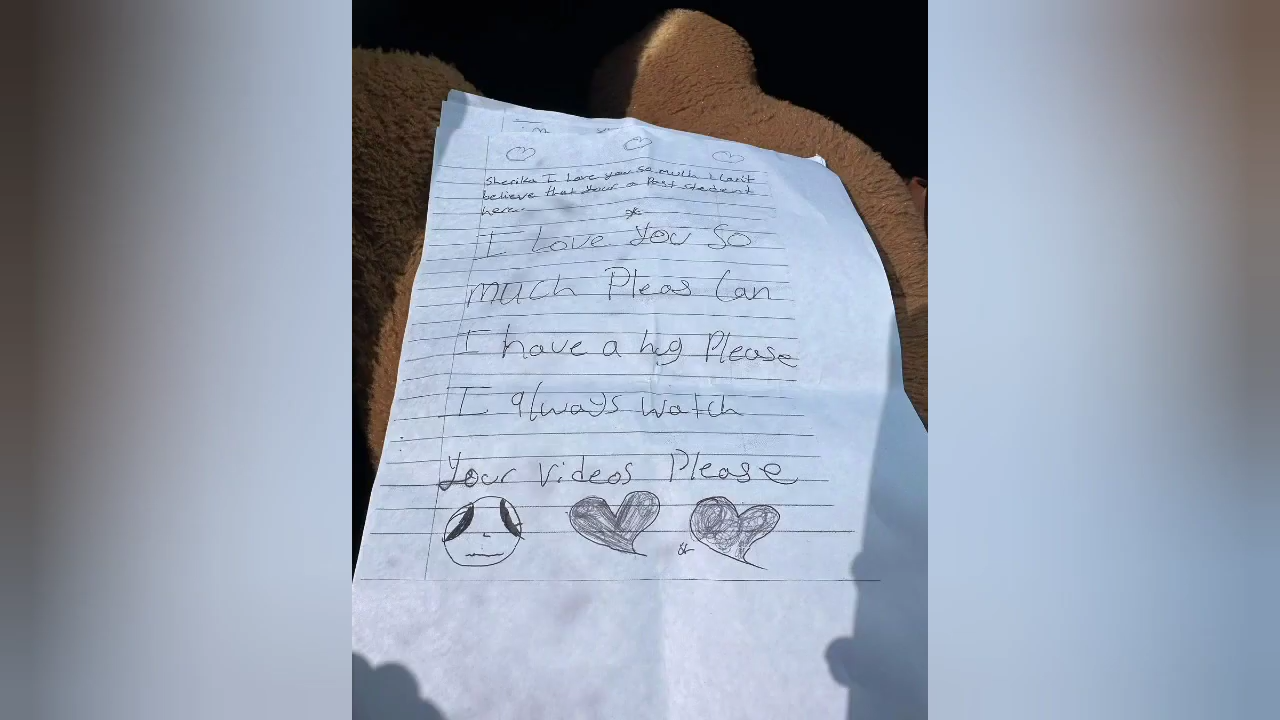 Sherika I Love you so much I can't
believe that your a Past student
here.
I Love You So
much Pleas Can
I have a hug Please
I always watch
Your videos Please